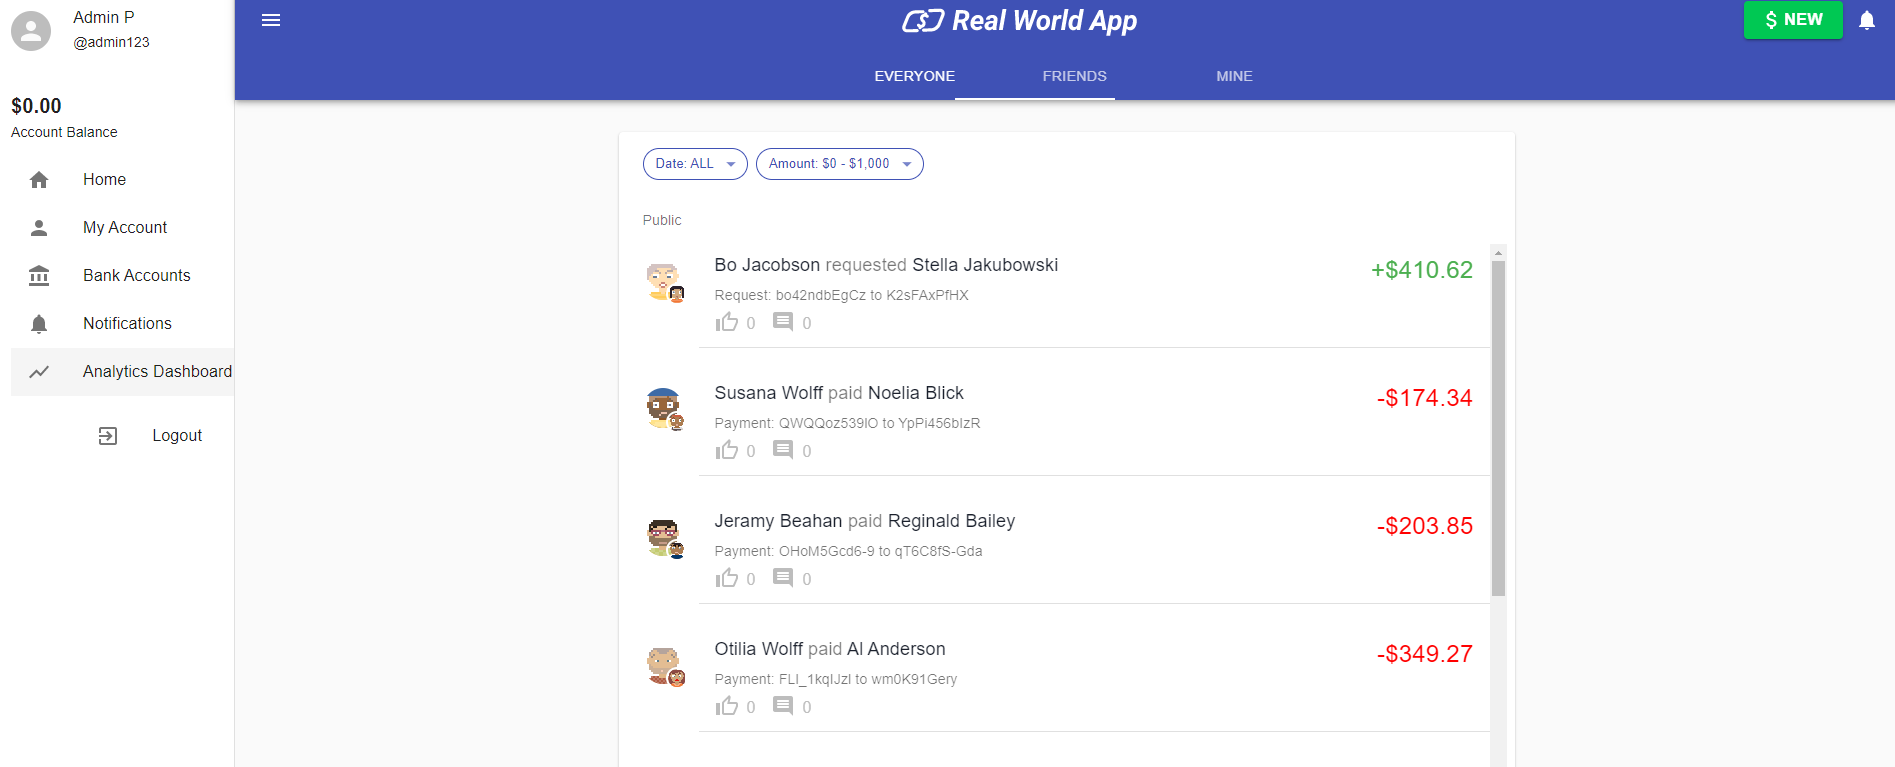 Admin P
@admin123
$0.00
Account Balance
Home
My Account
Bank Accounts
Notifications
Analytics Dashboard
Logout
Real World App
$ NEW
EVERYONE
FRIENDS
MINE
Date: ALL
Amount: $0 - $1,000
Public
Bo Jacobson requested Stella Jakubowski
+$410.62
Request: bo42ndbEgCz to K2sFAxPfHX
0 0
Susana Wolff paid Noelia Blick
-$174.34
Payment: QWQQoz539IO to YpPi456bIzR
0 0
Jeramy Beahan paid Reginald Bailey
-$203.85
Payment: OHoM5Gcd6-9 to qT6C8fS-Gda
0 0
Otilia Wolff paid Al Anderson
-$349.27
Payment: FLI_1kqIJzI to wm0K91Gery
0 0